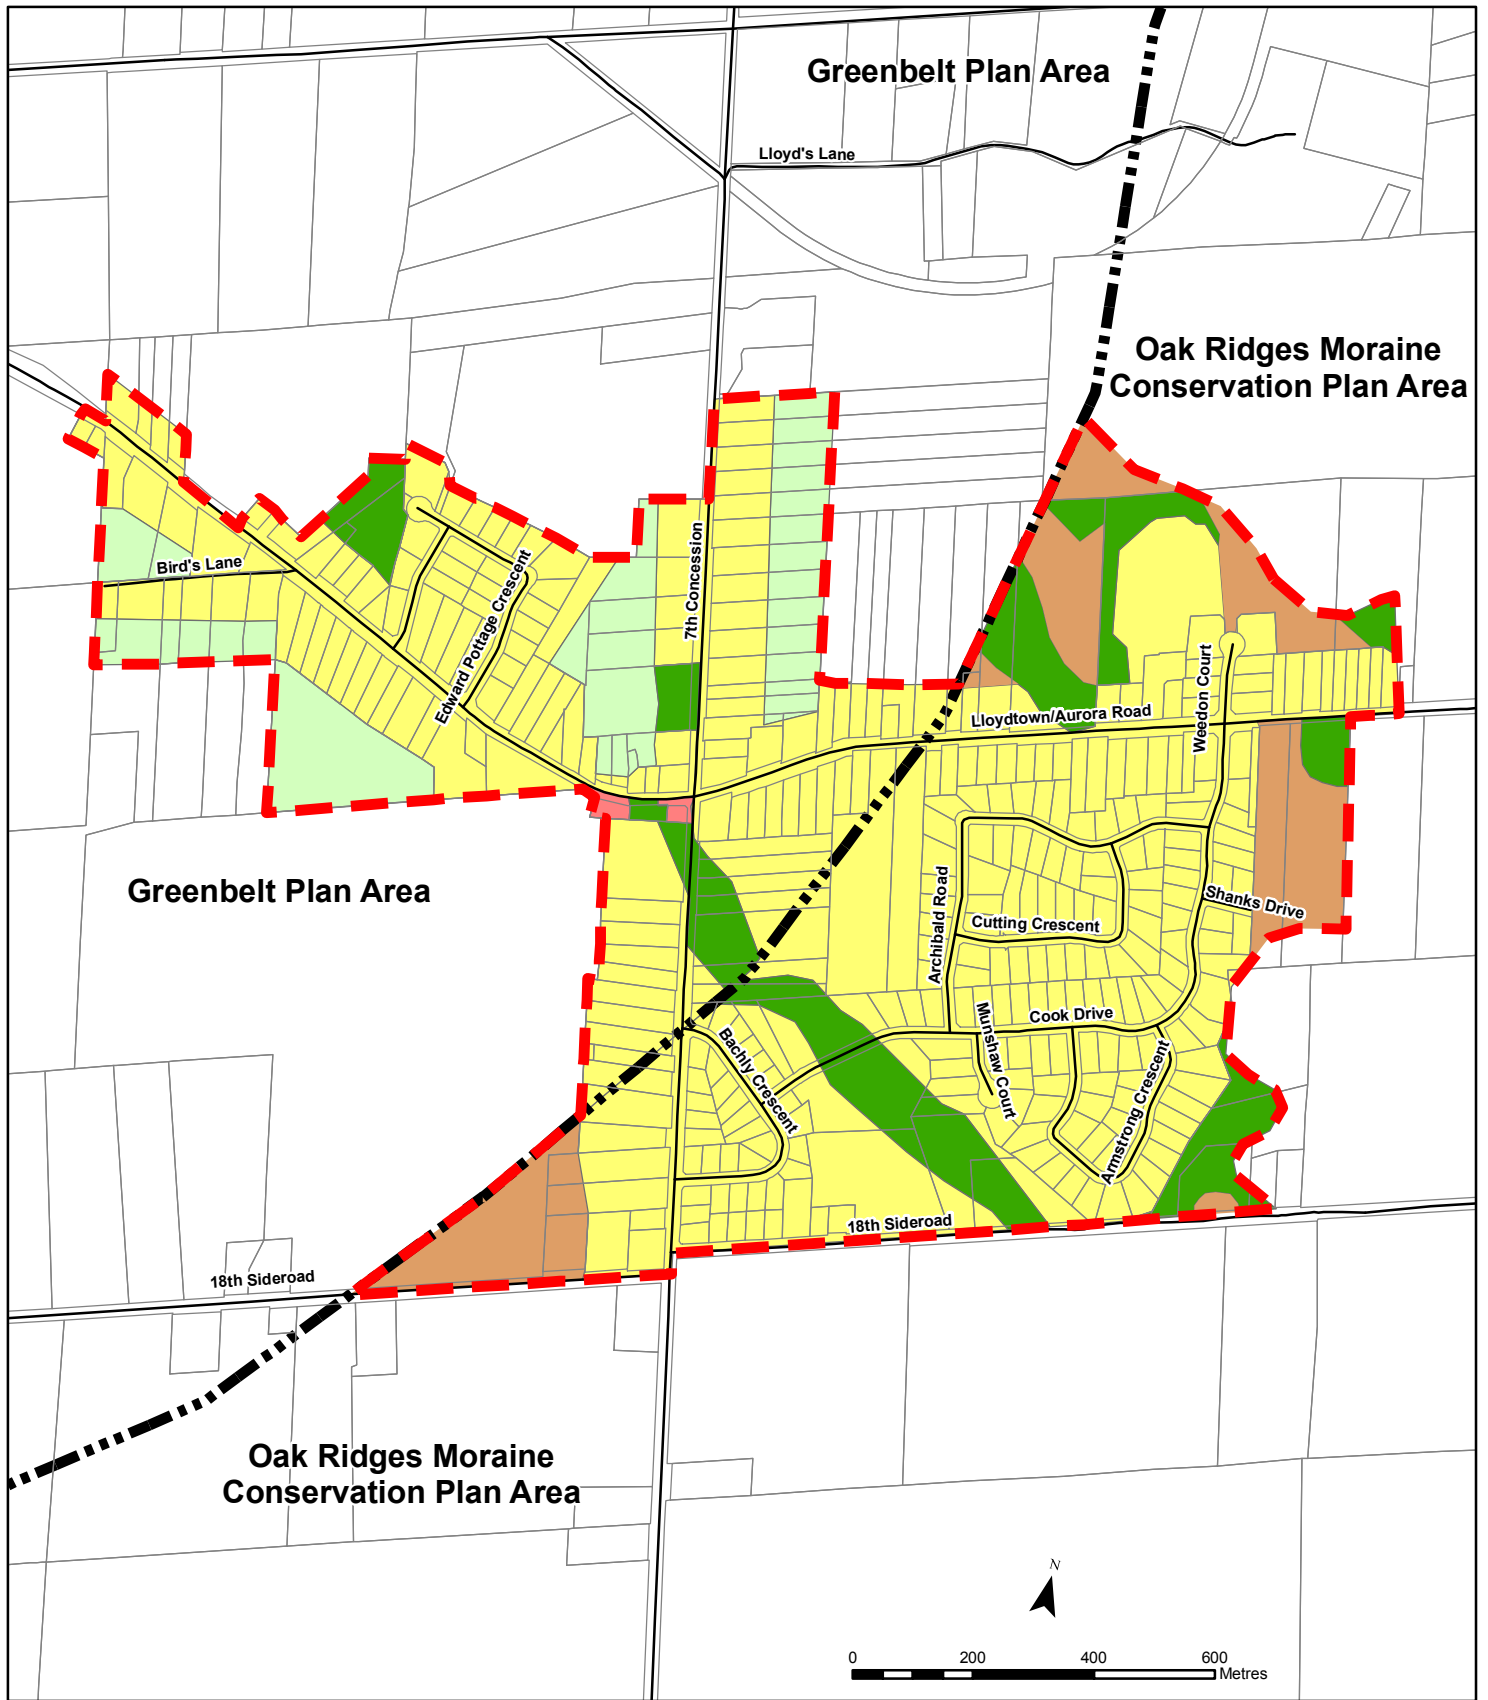 Greenbelt Plan Area
Lloyd's Lane
Oak Ridges Moraine
Conservation Plan Area
Bird's Lane
Edward Pottage Crescent
7th Concession
Lloydtown/Aurora Road
Weedon Court
Greenbelt Plan Area
Archibald Road
Cutting Crescent
Shanks Drive
Munshaw Court
Cook Drive
Bachly Crescent
Armstrong Crescent
18th Sideroad
18th Sideroad
Oak Ridges Moraine
Conservation Plan Area
N
0 200 400 600
Metres